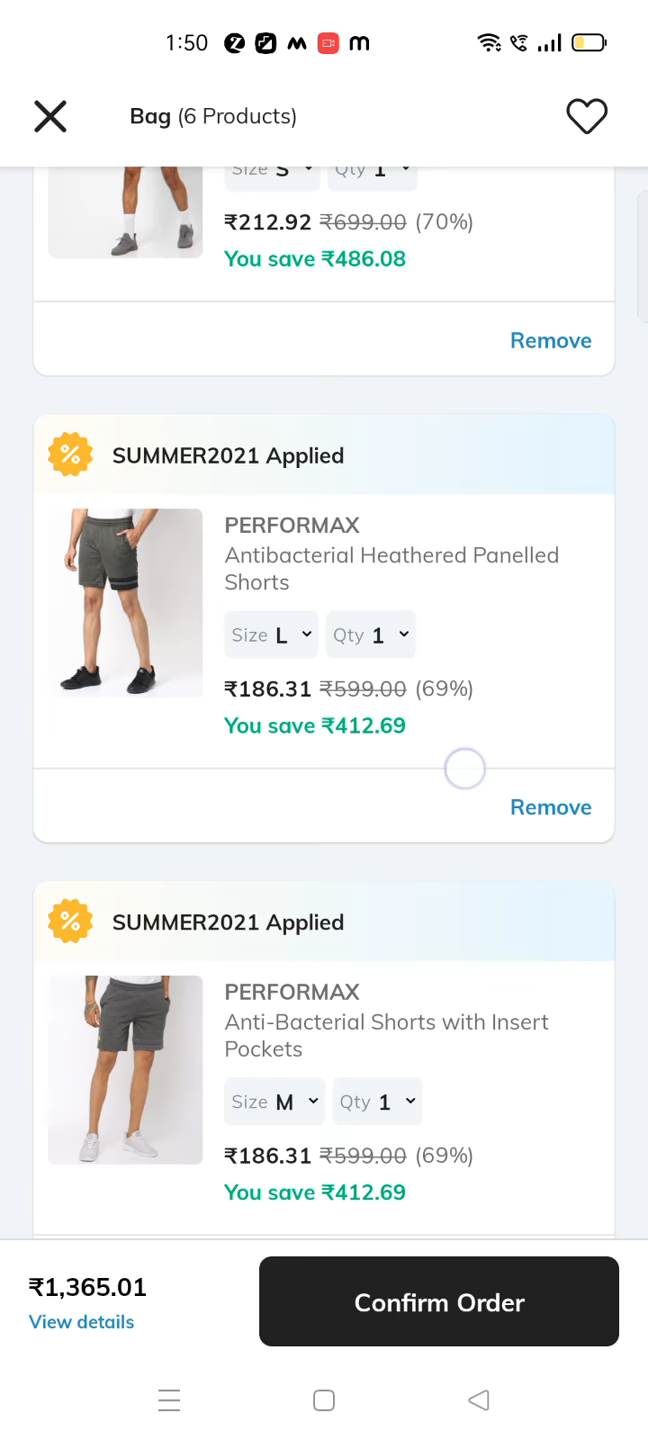 1:50
Bag (6 Products)
Size S Qty 1
₹212.92 ₹699.00 (70%)
You save ₹486.08
Remove
SUMMER2021 Applied
PERFORMAX
Antibacterial Heathered Panelled
Shorts
Size L Qty 1
₹186.31 ₹599.00 (69%)
You save ₹412.69
Remove
SUMMER2021 Applied
PERFORMAX
Anti-Bacterial Shorts with Insert
Pockets
Size M Qty 1
₹186.31 ₹599.00 (69%)
You save ₹412.69
₹1,365.01
View details
Confirm Order